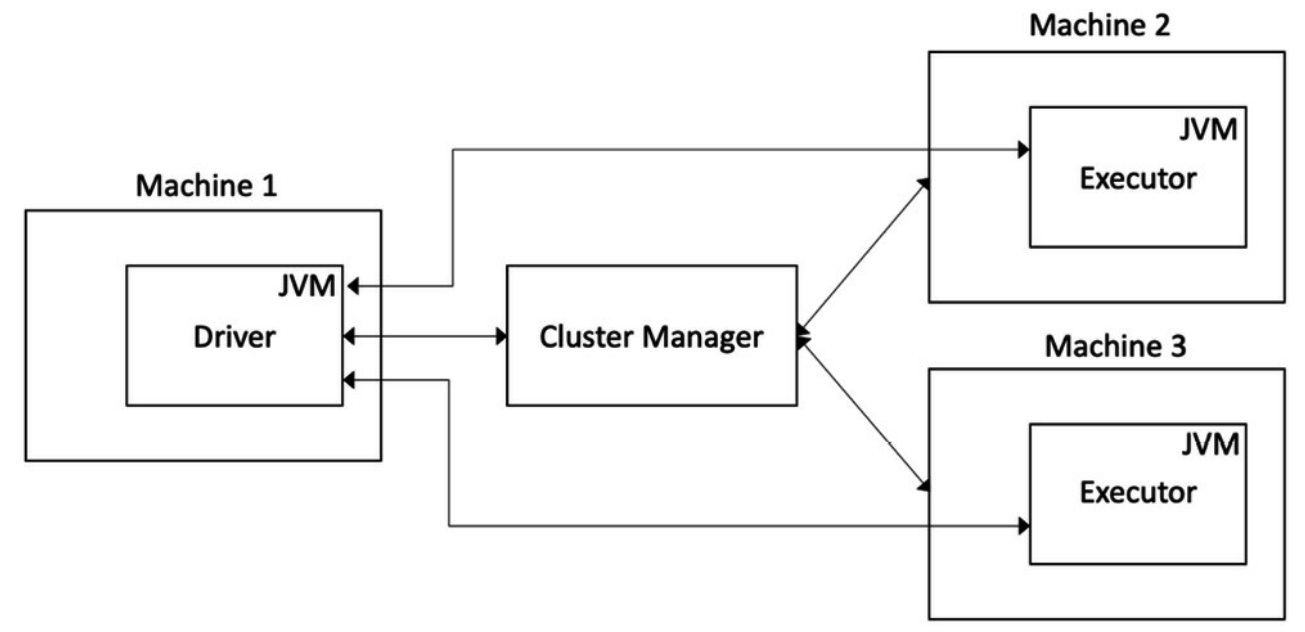 Machine 1
JVM
Driver
Cluster Manager
Machine 2
JVM
Executor
Machine 3
JVM
Executor